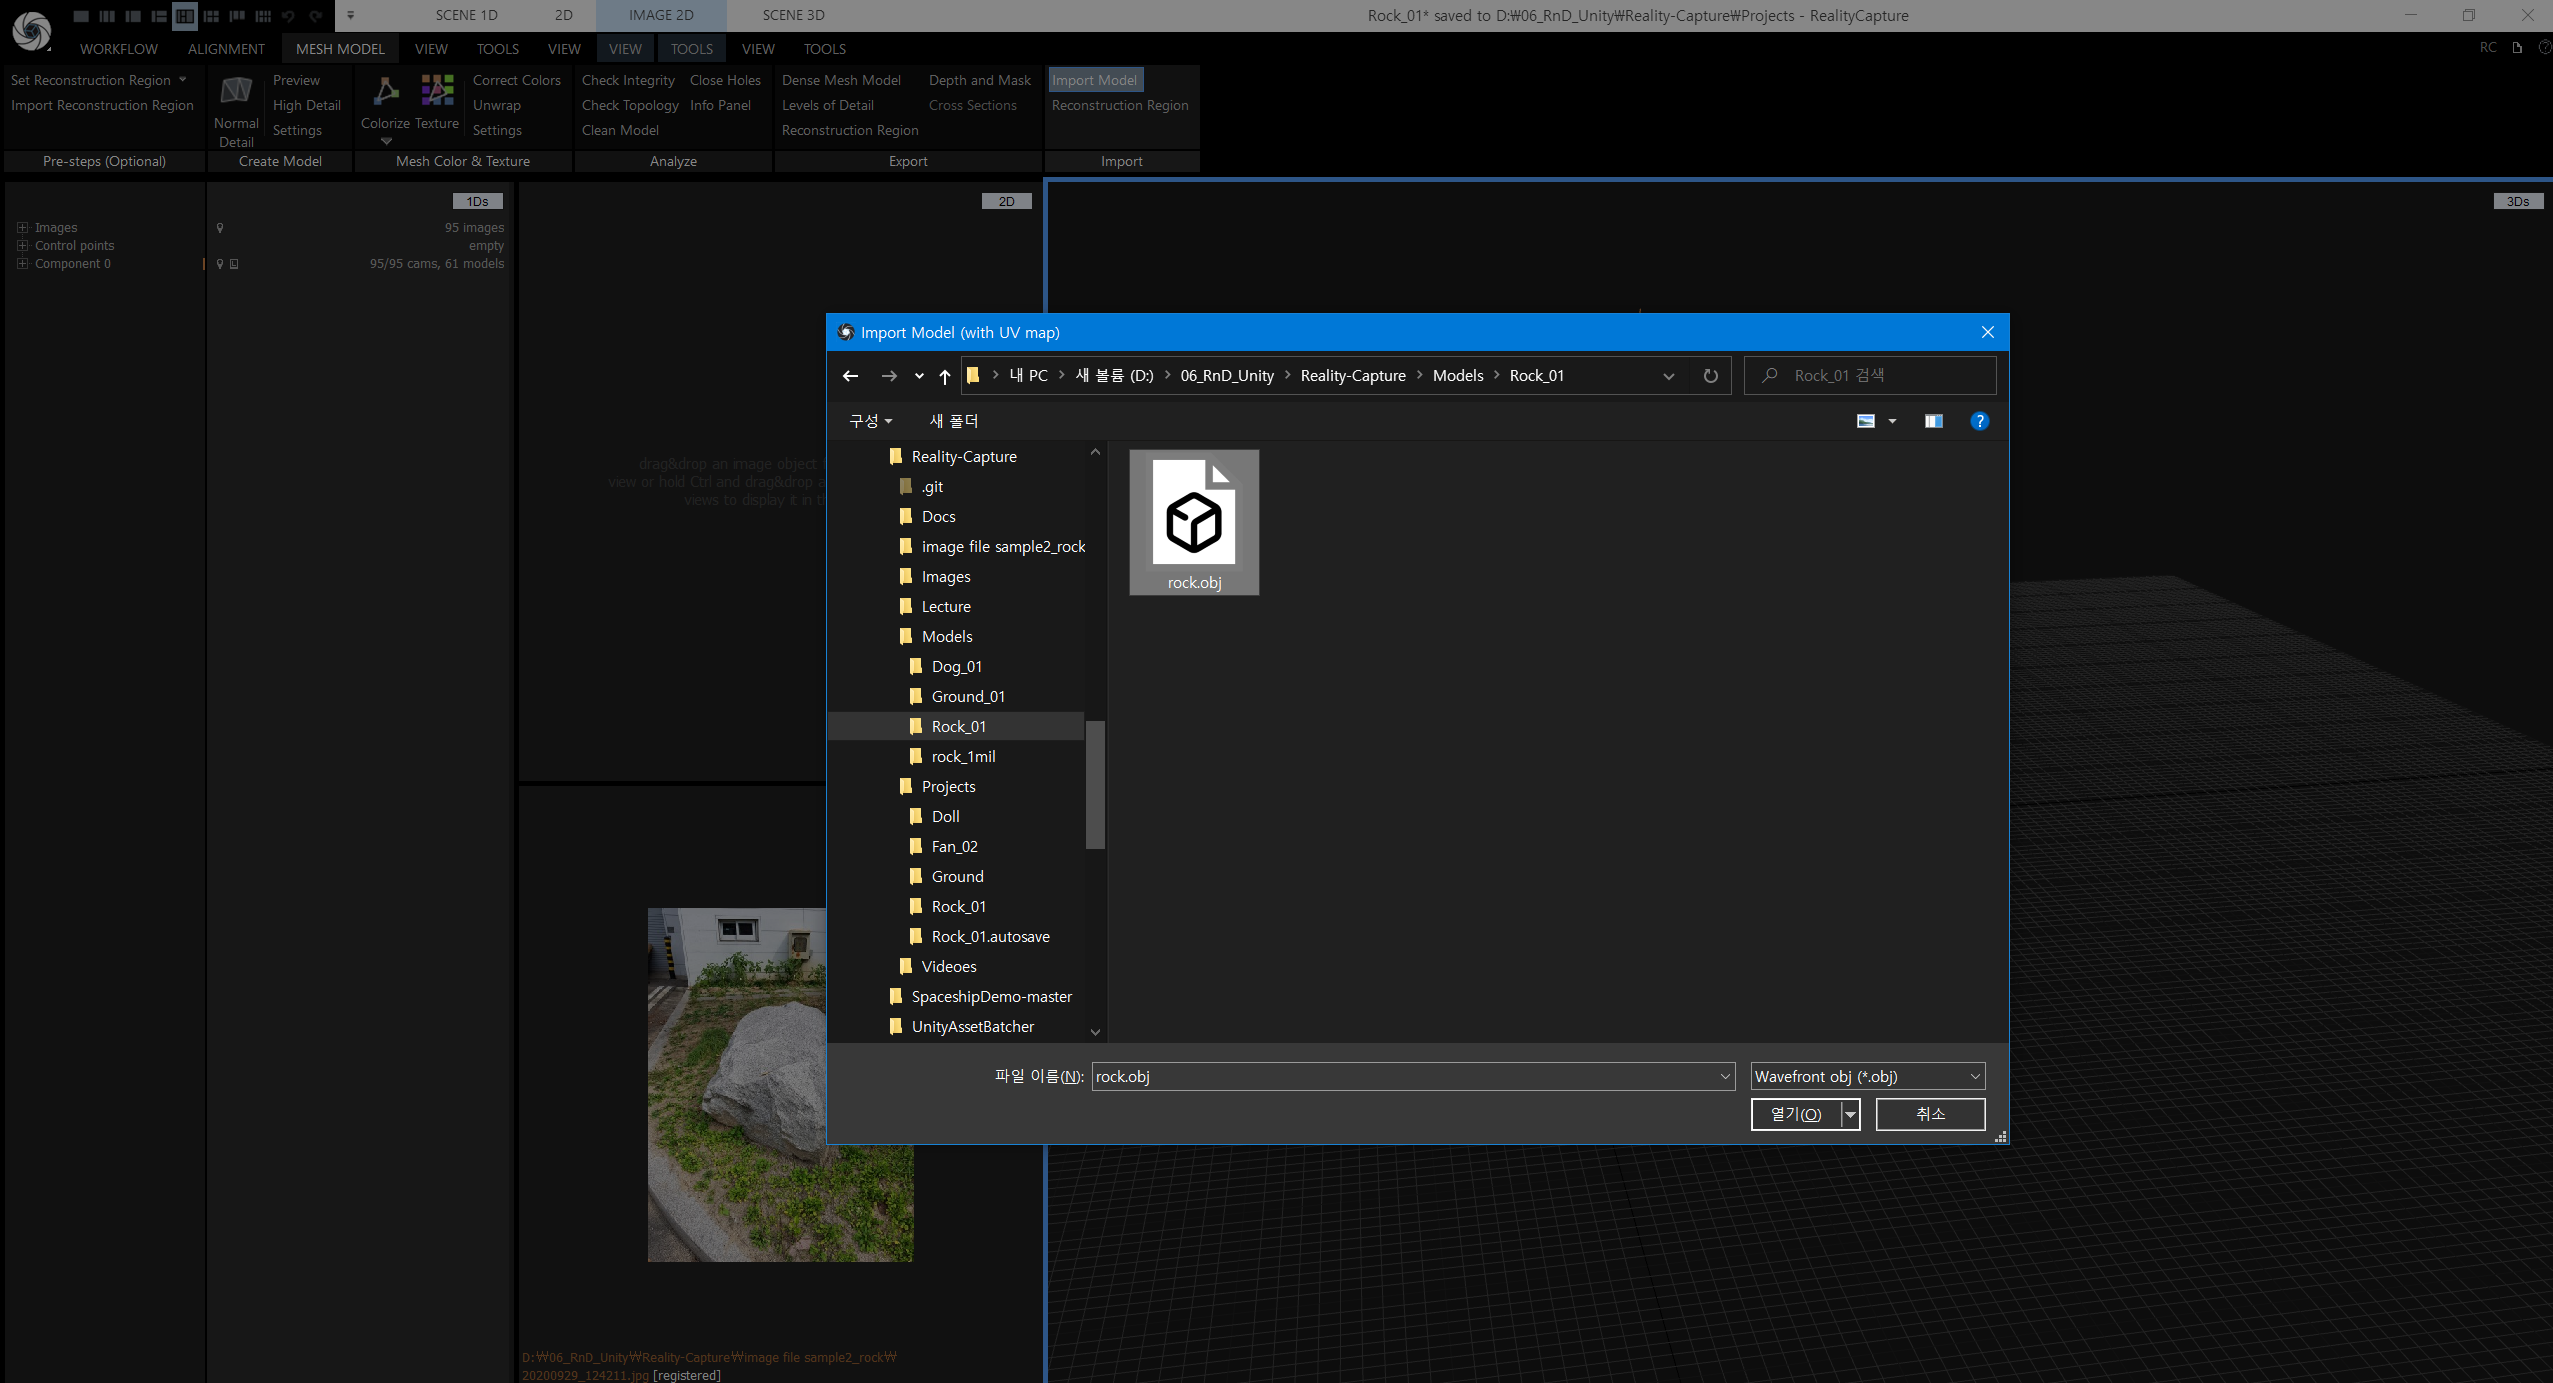 SCENE 1D 2D IMAGE 2D SCENE 3D Rock_01* saved to D:₩06_RnD_Unity₩Reality-Capture₩Projects - RealityCapture
WORKFLOW ALIGNMENT MESH MODEL VIEW TOOLS VIEW VIEW TOOLS VIEW TOOLS RC
Set Reconstruction Region
Import Reconstruction Region
Pre-steps (Optional)
Normal
Detail
Preview
High Detail
Settings
Create Model
Colorize
Texture
Correct Colors
Unwrap
Settings
Mesh Color & Texture
Check Integrity
Check Topology
Clean Model
Close Holes
Info Panel
Analyze
Dense Mesh Model
Levels of Detail
Reconstruction Region
Depth and Mask
Cross Sections
Export
Import Model
Reconstruction Region
Import
1Ds
2D
3Ds
Images 95 images
Control points empty
Component 0 95/95 cams, 61 models
drag&drop an image object
view or hold Ctrl and drag&drop
views to display it in
Import Model (with UV map)
내 PC 새 볼륨 (D:) 06_RnD_Unity Reality-Capture Models Rock_01
Rock_01 검색
구성 새 폴더
Reality-Capture
.git
Docs
image file sample2_rock
Images
Lecture
Models
Dog_01
Ground_01
Rock_01
rock_1mil
Projects
Doll
Fan_02
Ground
Rock_01
Rock_01.autosave
Videoes
SpaceshipDemo-master
UnityAssetBatcher
rock.obj
파일 이름(N): rock.obj
Wavefront obj (*.obj)
열기(O) 취소
D:₩06_RnD_Unity₩Reality-Capture₩image file sample2_rock₩
20200929_124211.jpg [registered]